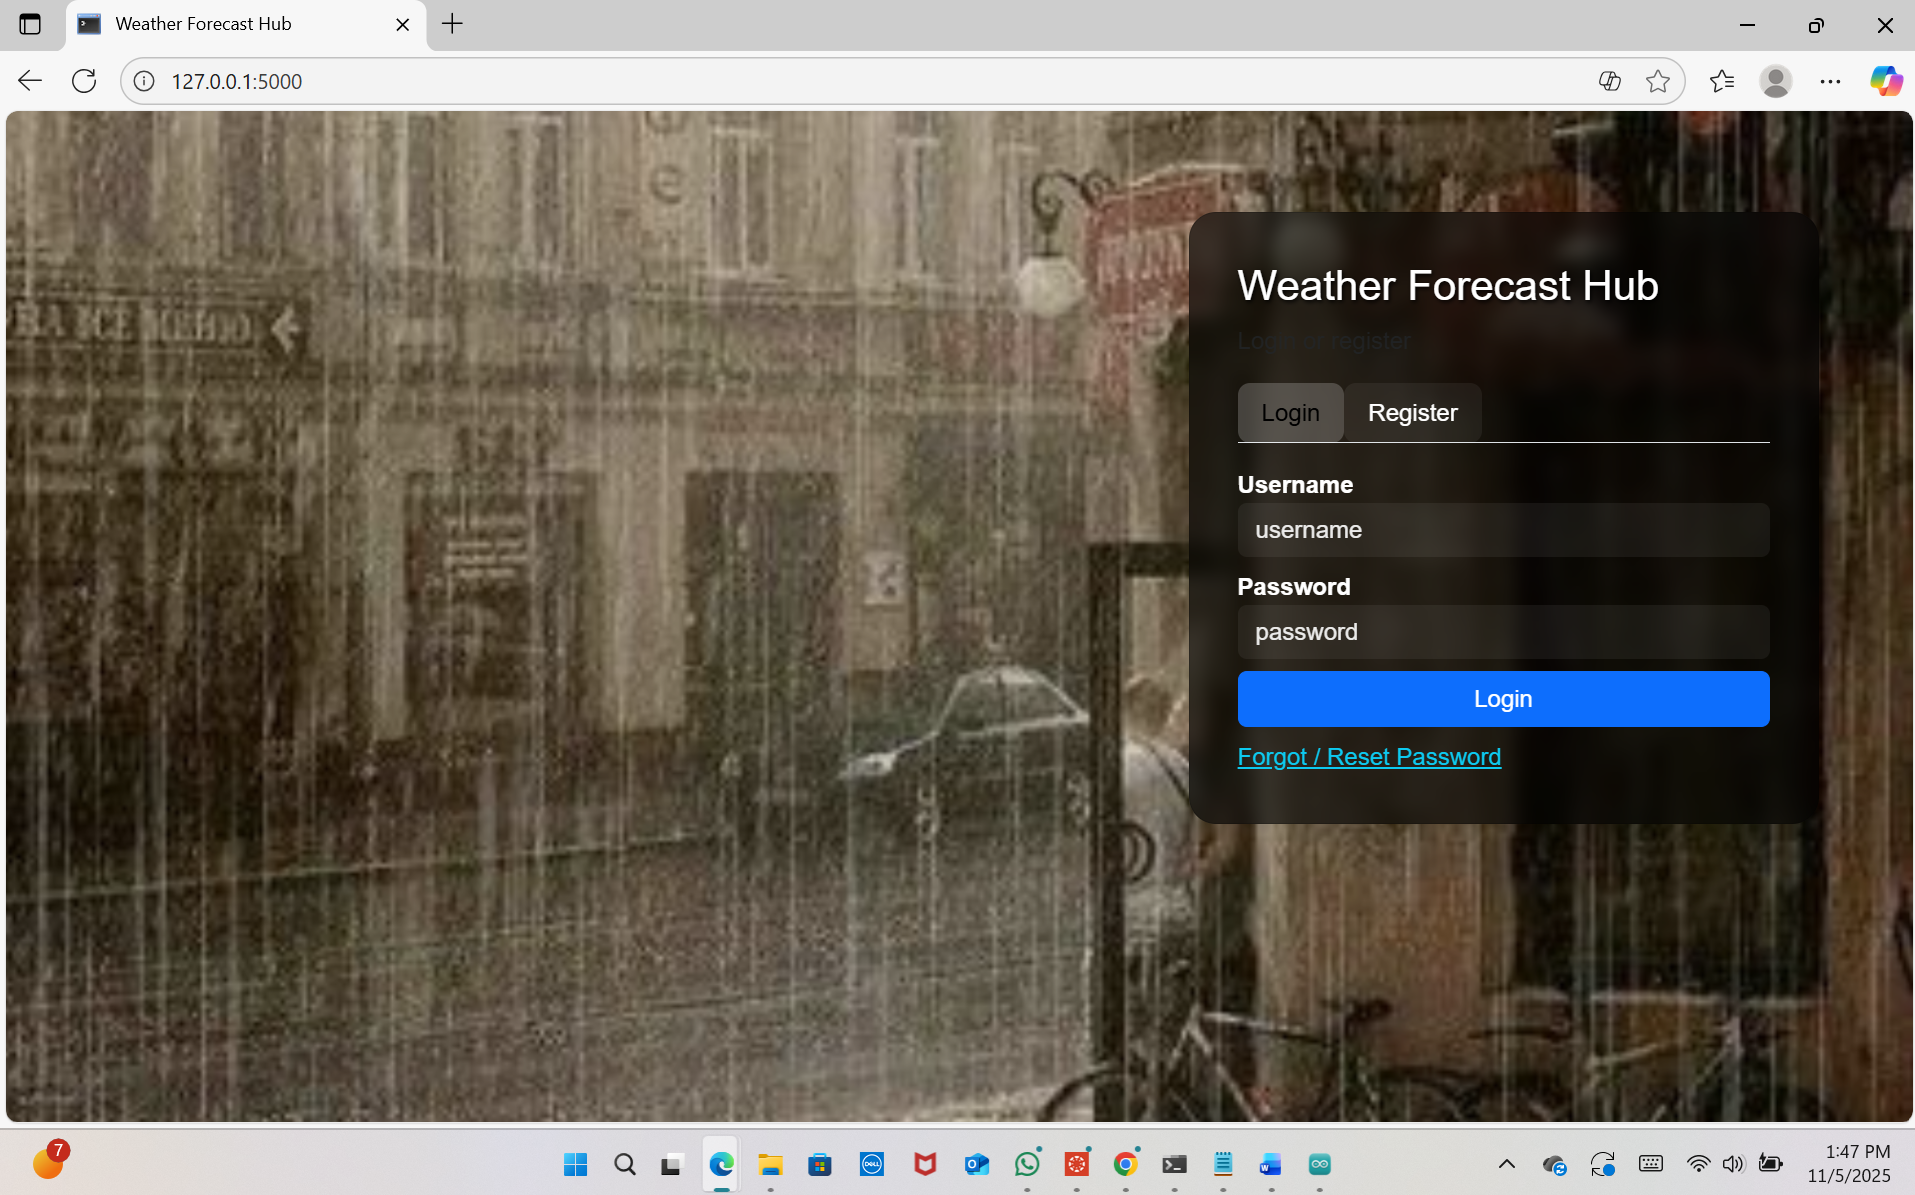 Weather Forecast Hub
127.0.0.1:5000
Weather Forecast Hub
Login or register
Login Register
Username
username
Password
password
Login
Forgot / Reset Password
7
DELL
1:47 PM
11/5/2025